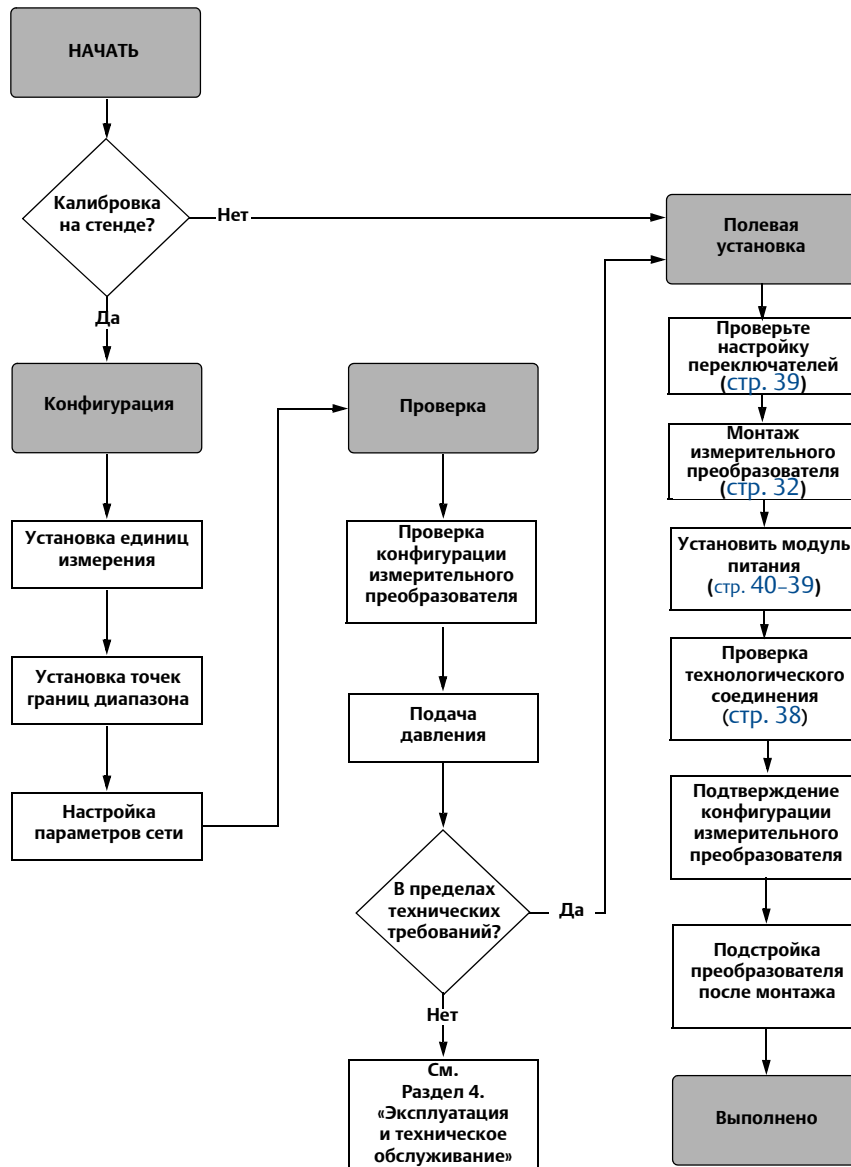 НАЧАТЬ
Калибровка
на стенде?
Нет
Да
Конфигурация
Установка единиц
измерения
Установка точек
границ диапазона
Настройка
параметров сети
Проверка
Проверка
конфигурации
измерительного
преобразователя
Подача
давления
В пределах
технических
требований?
Да
Нет
См.
Раздел 4.
«Эксплуатация
и техническое
обслуживание»
Полевая
установка
Проверьте
настройку
переключателей
(стр. 39)
Монтаж
измерительного
преобразователя
(стр. 32)
Установить модуль
питания
(стр. 40–39)
Проверка
технологического
соединения
(стр. 38)
Подтверждение
конфигурации
измерительного
преобразователя
Подстройка
преобразователя
после монтажа
Выполнено